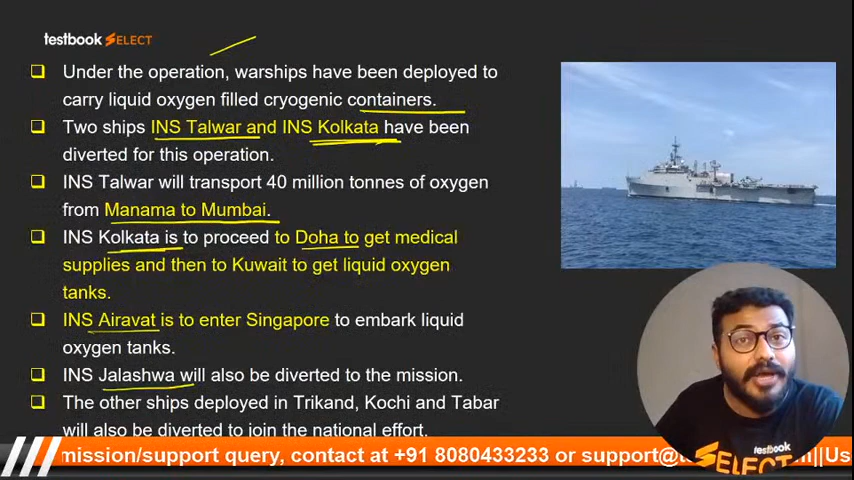 testbook SELECT
Under the operation, warships have been deployed to
carry liquid oxygen filled cryogenic containers.
Two ships INS Talwar and INS Kolkata have been
diverted for this operation.
INS Talwar will transport 40 million tonnes of oxygen
from Manama to Mumbai.
INS Kolkata is to proceed to Doha to get medical
supplies and then to Kuwait to get liquid oxygen
tanks.
INS Airavat is to enter Singapore to embark liquid
oxygen tanks.
INS Jalashwa will also be diverted to the mission.
The other ships deployed in Trikand, Kochi and Tabar
will also be diverted to join the national effort.
testbook
SELECT
mission/support query, contact at +91 8080433233 or support@t m||Us